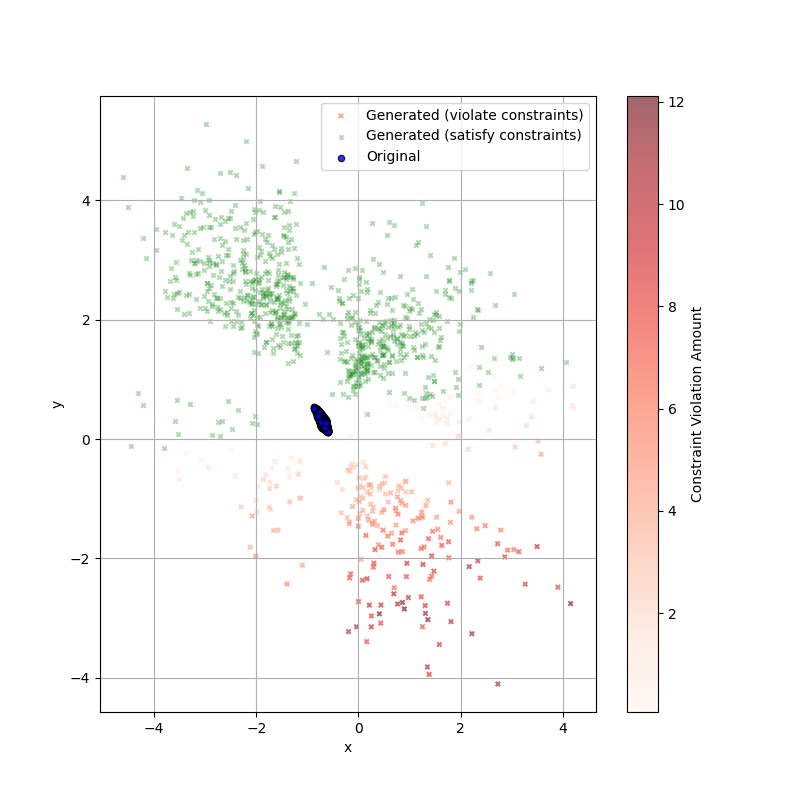 Generated (violate constraints)
Generated (satisfy constraints)
Original
4
2
0
−2
−4
y
−4
−2
0
2
4
x
12
10
8
6
4
2
Constraint Violation Amount